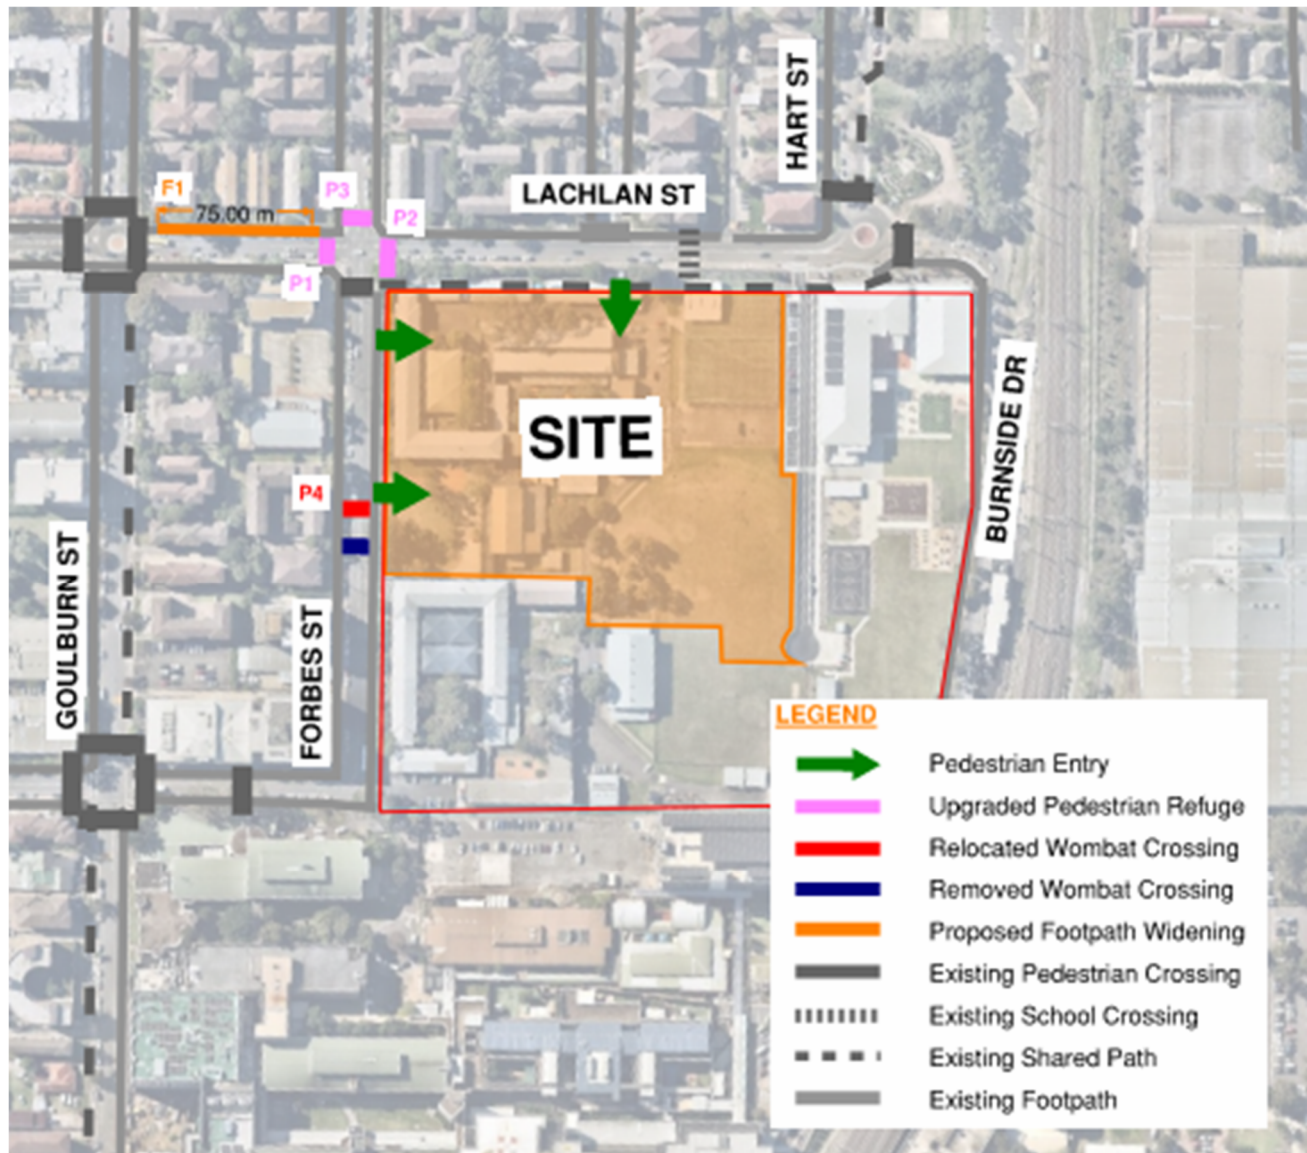 HART ST
F1
P3
LACHLAN ST
75.00 m
P2
P1
SITE
BURNSIDE DR
P4
GOULBURN ST
FORBES ST
LEGEND
Pedestrian Entry
Upgraded Pedestrian Refuge
Relocated Wombat Crossing
Removed Wombat Crossing
Proposed Footpath Widening
Existing Pedestrian Crossing
Existing School Crossing
Existing Shared Path
Existing Footpath